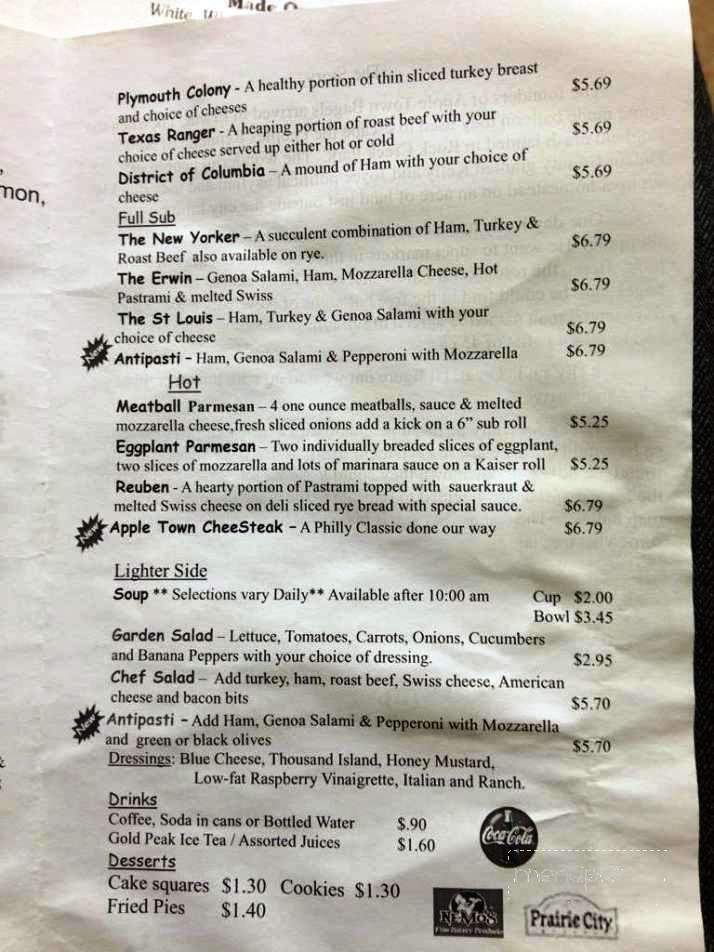 Made
White,
mon,
Plymouth Colony - A healthy portion of thin sliced turkey breast
and choice of cheeses $5.69
Texas Ranger - A heaping portion of roast beef with your
choice of cheese served up either hot or cold $5.69
District of Columbia – A mound of Ham with your choice of
cheese $5.69
Full Sub
The New Yorker – A succulent combination of Ham, Turkey &
Roast Beef also available on rye. $6.79
The Erwin – Genoa Salami, Ham, Mozzarella Cheese, Hot
Pastrami & melted Swiss $6.79
The St Louis – Ham, Turkey & Genoa Salami with your
choice of cheese $6.79
New Antipasti – Ham, Genoa Salami & Pepperoni with Mozzarella $6.79
Hot
Meatball Parmesan – 4 one ounce meatballs, sauce & melted
mozzarella cheese,fresh sliced onions add a kick on a 6” sub roll $5.25
Eggplant Parmesan – Two individually breaded slices of eggplant,
two slices of mozzarella and lots of marinara sauce on a Kaiser roll $5.25
Reuben - A hearty portion of Pastrami topped with sauerkraut &
melted Swiss cheese on deli sliced rye bread with special sauce. $6.79
New Apple Town CheeSteak – A Philly Classic done our way $6.79
Lighter Side
Soup ** Selections vary Daily** Available after 10:00 am Cup $2.00
Bowl $3.45
Garden Salad – Lettuce, Tomatoes, Carrots, Onions, Cucumbers
and Banana Peppers with your choice of dressing. $2.95
Chef Salad – Add turkey, ham, roast beef, Swiss cheese, American
cheese and bacon bits $5.70
New Antipasti – Add Ham, Genoa Salami & Pepperoni with Mozzarella
and green or black olives $5.70
Dressings: Blue Cheese, Thousand Island, Honey Mustard,
Low-fat Raspberry Vinaigrette, Italian and Ranch.
Drinks
Coffee, Soda in cans or Bottled Water $.90
Gold Peak Ice Tea / Assorted Juices $1.60
Coca-Cola
Desserts
Cake squares $1.30 Cookies $1.30
Fried Pies $1.40
NEMO'S
Prairie City